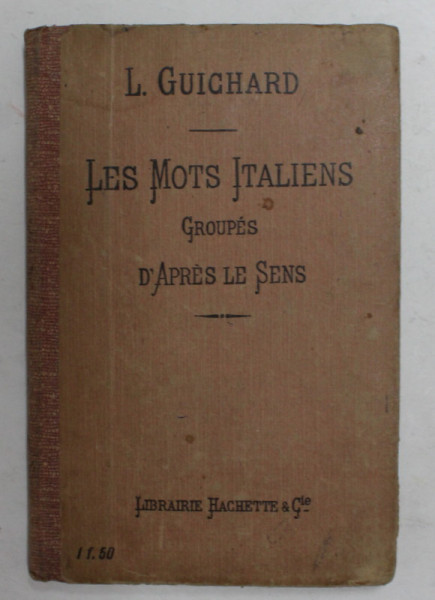 L. Guichard
Les Mots Italiens
Groupés
d'Après le Sens
Librairie Hachette & Cie
1 f. 50